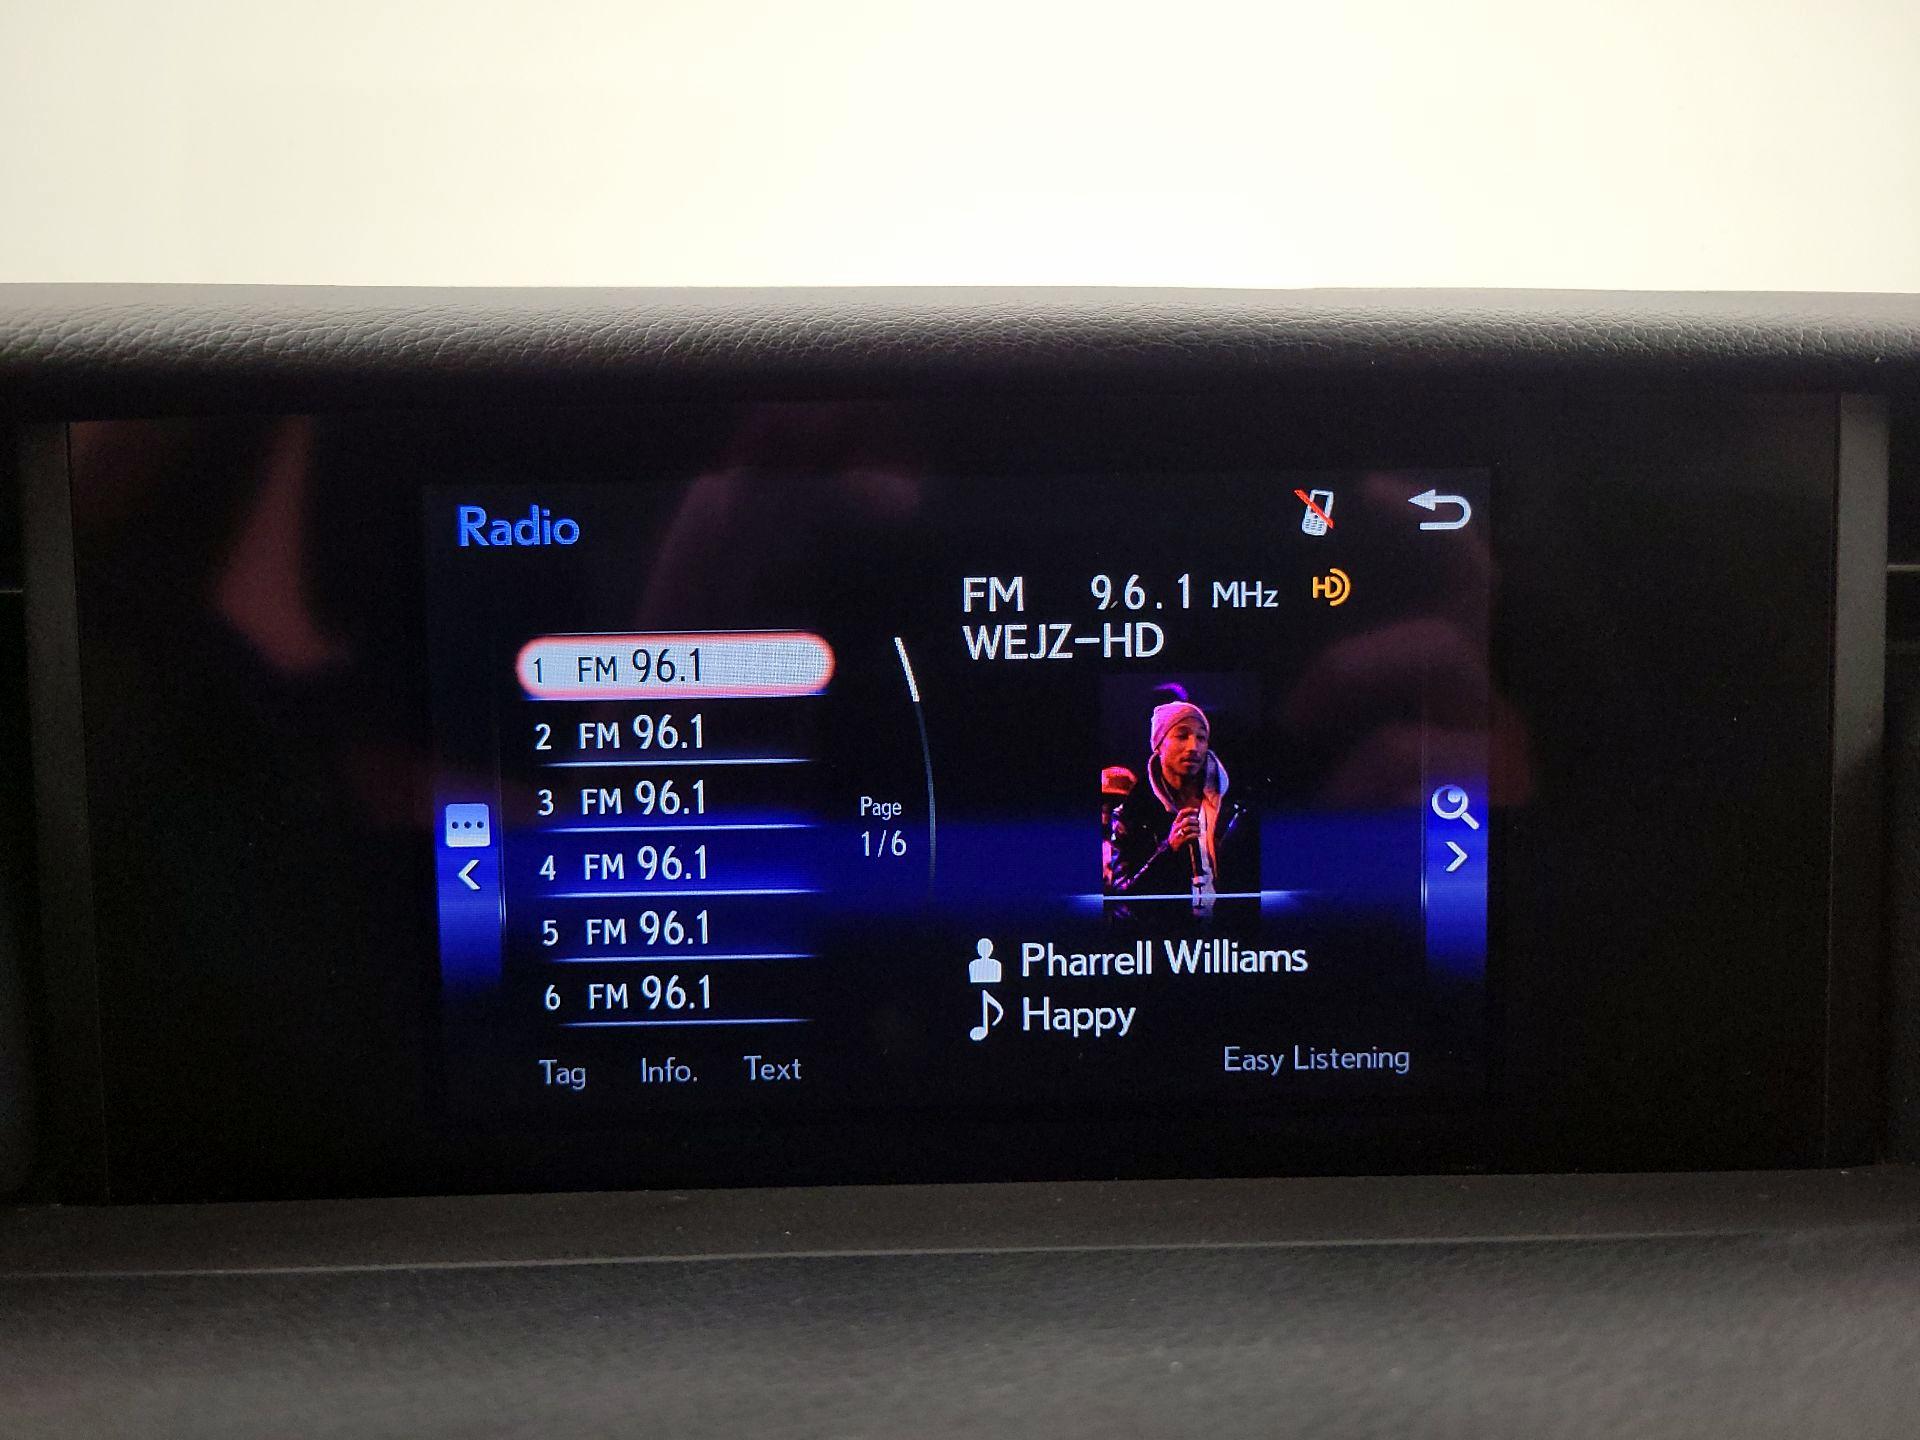 Radio
FM 96.1 MHz HD
WEJZ-HD
1 FM 96.1
2 FM 96.1
3 FM 96.1
4 FM 96.1
5 FM 96.1
6 FM 96.1
Page
1/6
Pharrell Williams
Happy
Easy Listening
Tag Info. Text